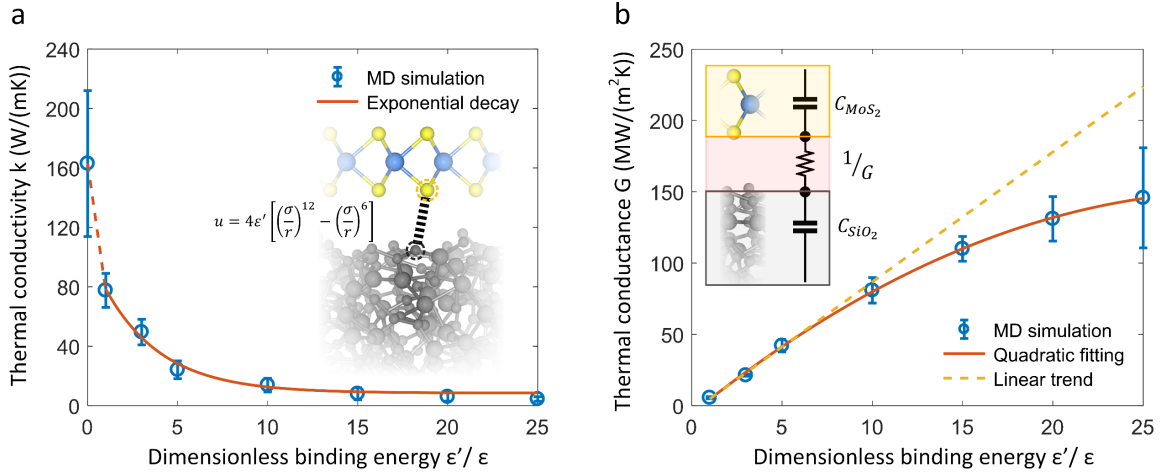 a
Thermal conductivity k (W/(mK))
240
200
160
120
80
40
0
0 5 10 15 20 25
Dimensionless binding energy ε'/ ε
MD simulation
Exponential decay
u = 4ε' [(σ/r)^12 − (σ/r)^6]
b
Thermal conductance G (MW/(m²K))
250
200
150
100
50
0
0 5 10 15 20 25
Dimensionless binding energy ε'/ ε
C_MoS₂
1/G
C_SiO₂
MD simulation
Quadratic fitting
Linear trend